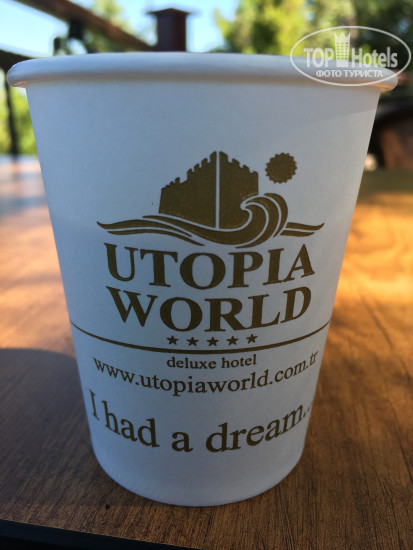 TOP Hotels
ФОТО ТУРИСТА
UTOPIA
WORLD
★★★★★
deluxe hotel
www.utopiaworld.com.tr
I had a dream...